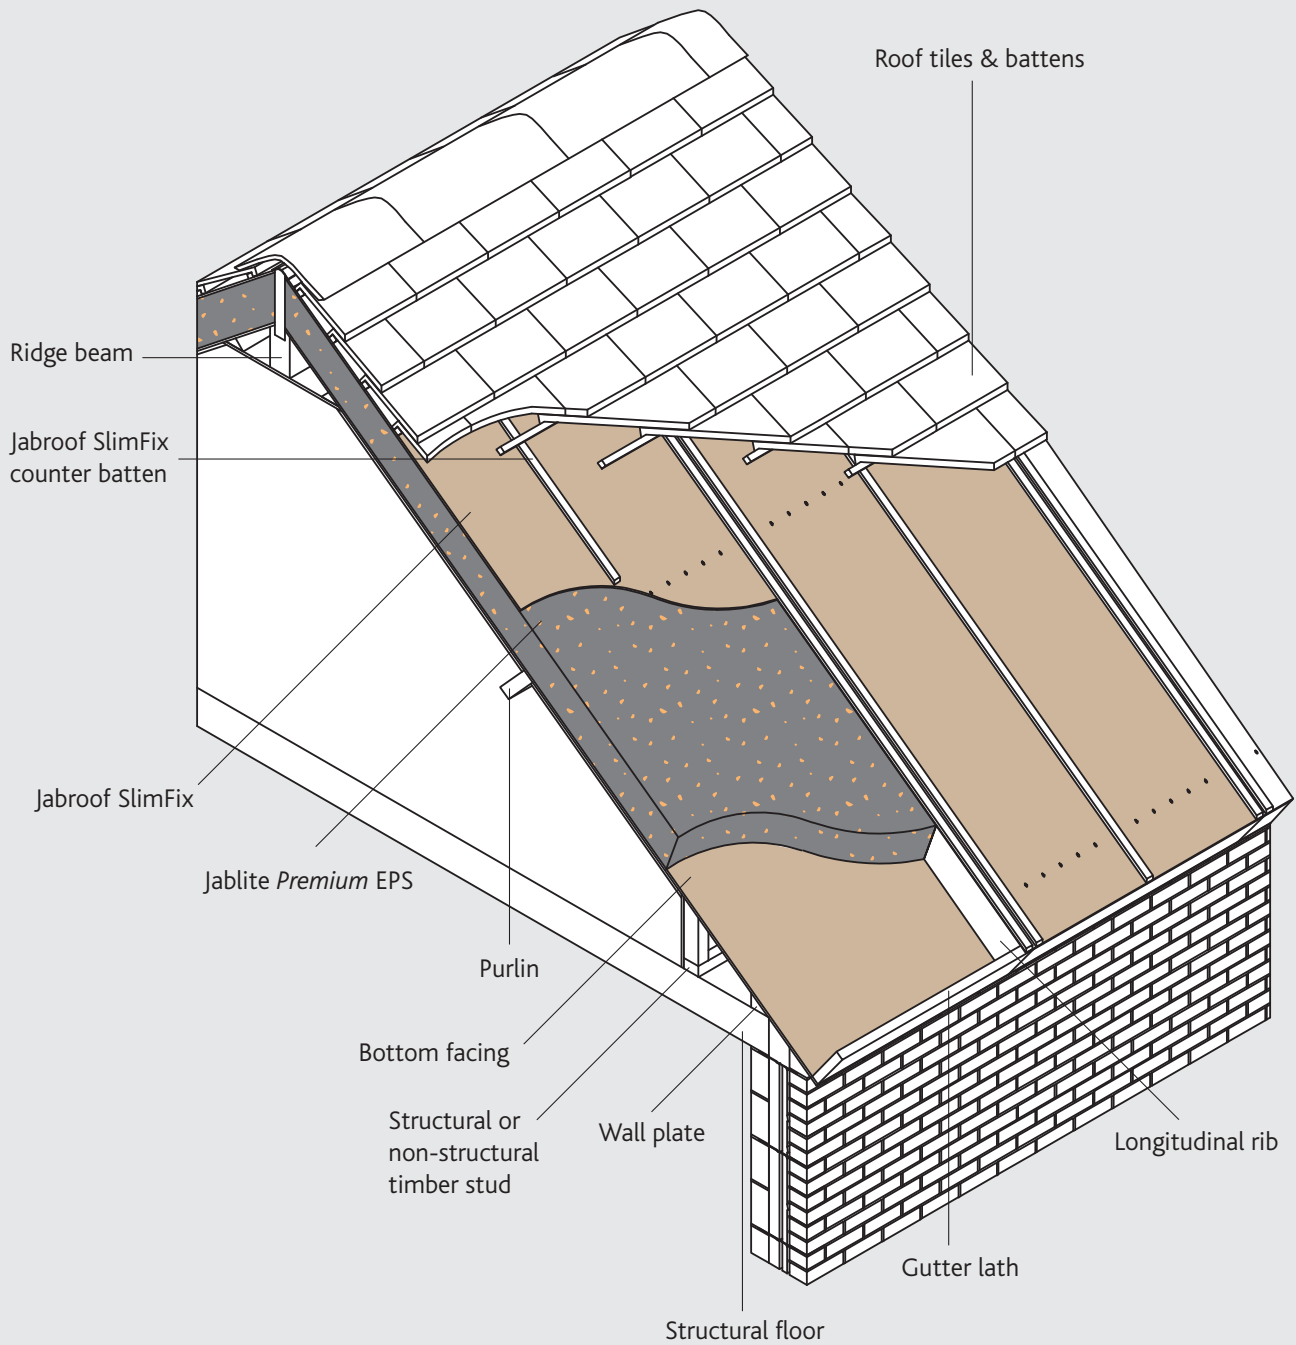 Roof tiles & battens
Ridge beam
Jabroof SlimFix
counter batten
Jabroof SlimFix
Jablite Premium EPS
Purlin
Bottom facing
Structural or
non-structural
timber stud
Wall plate
Longitudinal rib
Gutter lath
Structural floor